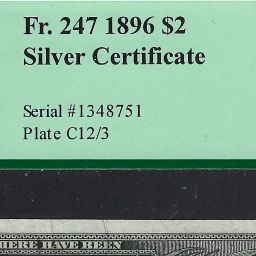 Fr. 247 1896 $2
Silver Certificate
Serial #1348751
Plate C12/3
HERE HAVE BEEN